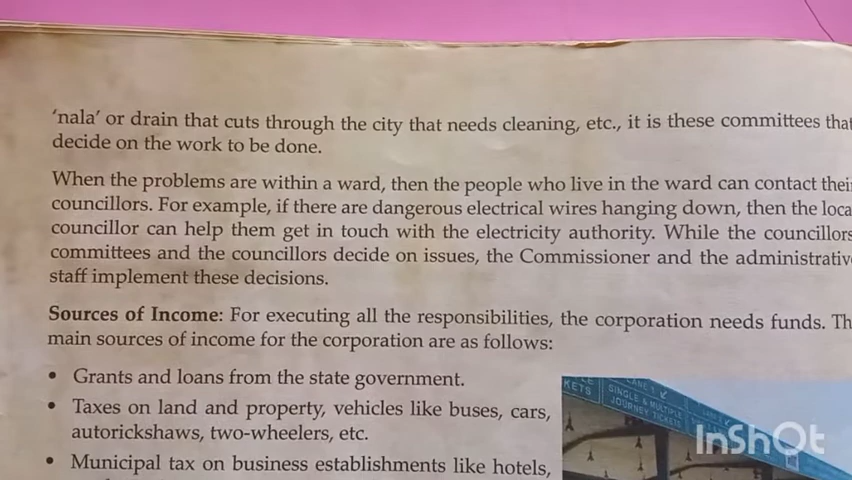 'nala' or drain that cuts through the city that needs cleaning, etc., it is these committees that
decide on the work to be done.
When the problems are within a ward, then the people who live in the ward can contact their
councillors. For example, if there are dangerous electrical wires hanging down, then the loca
councillor can help them get in touch with the electricity authority. While the councillors
committees and the councillors decide on issues, the Commissioner and the administrativ
staff implement these decisions.
Sources of Income: For executing all the responsibilities, the corporation needs funds. Th
main sources of income for the corporation are as follows:
• Grants and loans from the state government.
• Taxes on land and property, vehicles like buses, cars,
autorickshaws, two-wheelers, etc.
• Municipal tax on business establishments like hotels,
KETS
LANE 1
SINGLE & MULTIPLE
JOURNEY TICKETS
InShOt